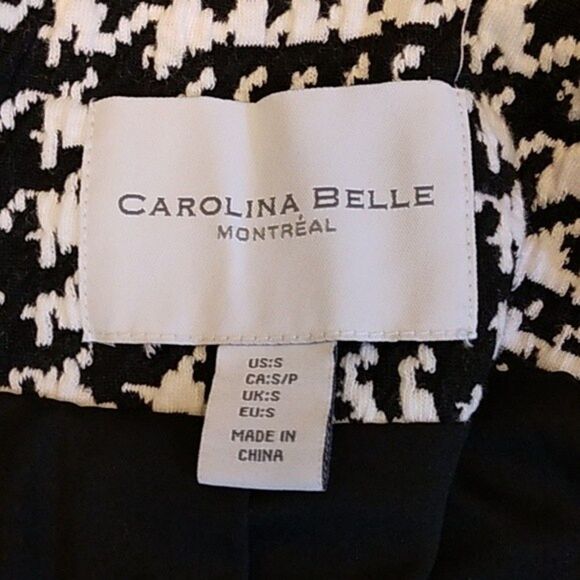 CAROLINA BELLE
MONTRÉAL
US:S
CA:S/P
UK:S
EU:S
MADE IN
CHINA